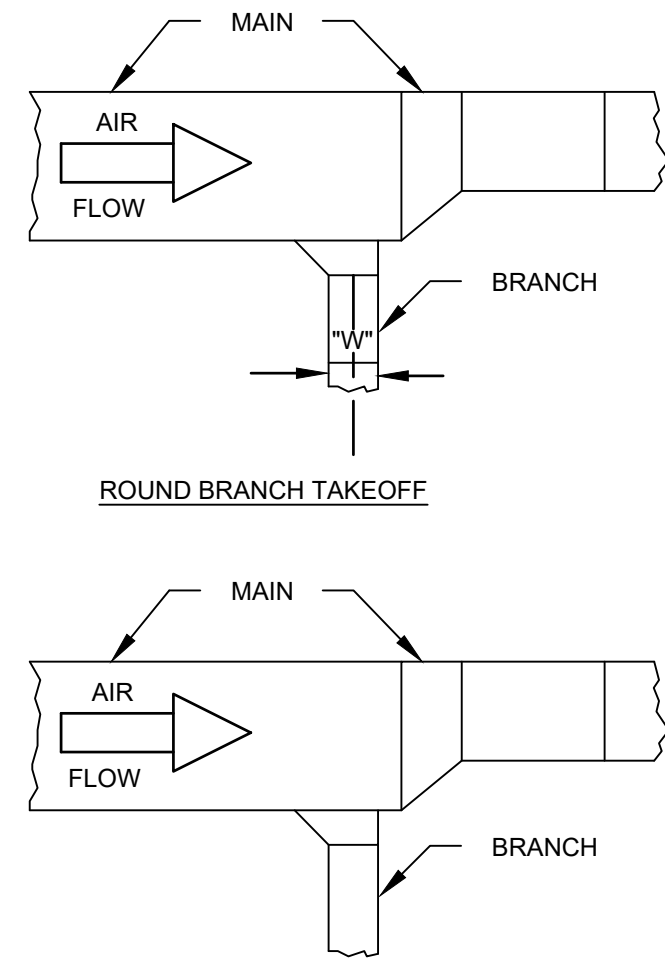 MAIN
AIR
FLOW
BRANCH
"W"
ROUND BRANCH TAKEOFF
MAIN
AIR
FLOW
BRANCH